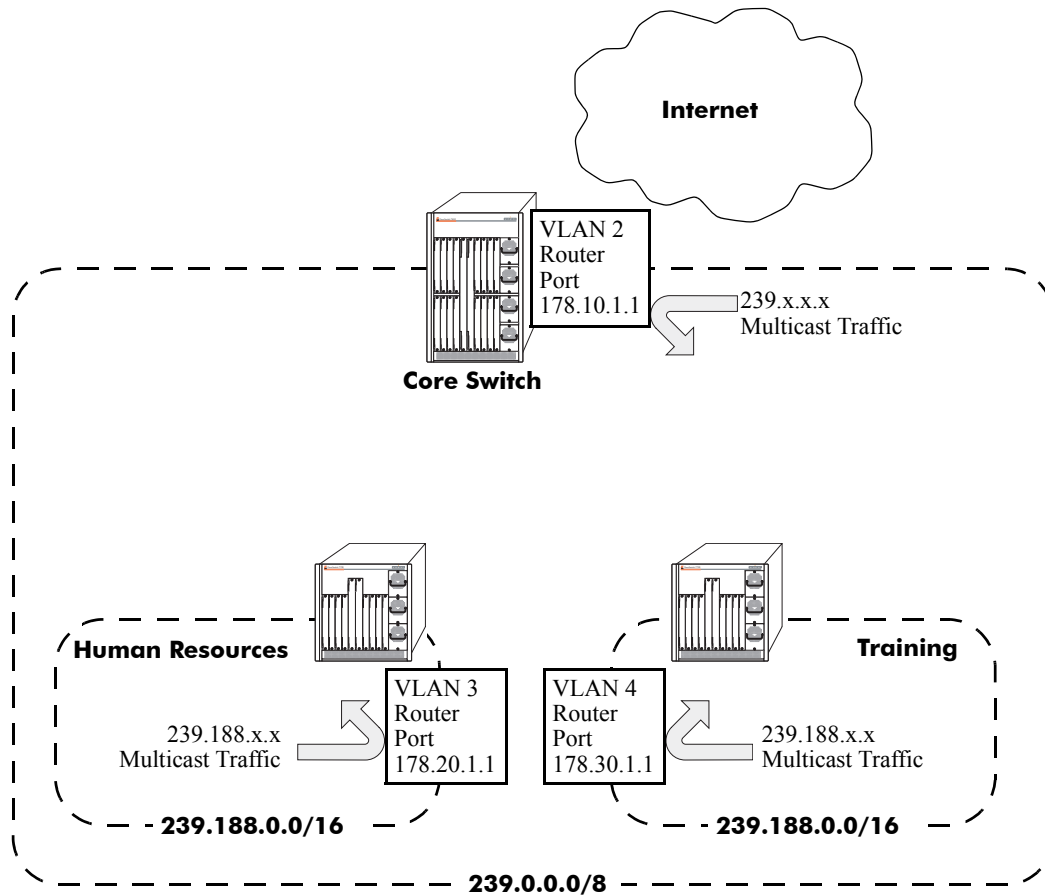 Internet
VLAN 2
Router
Port
178.10.1.1
239.x.x.x
Multicast Traffic
Core Switch
Human Resources
VLAN 3
Router
Port
178.20.1.1
239.188.x.x
Multicast Traffic
239.188.0.0/16
Training
VLAN 4
Router
Port
178.30.1.1
239.188.x.x
Multicast Traffic
239.188.0.0/16
239.0.0.0/8